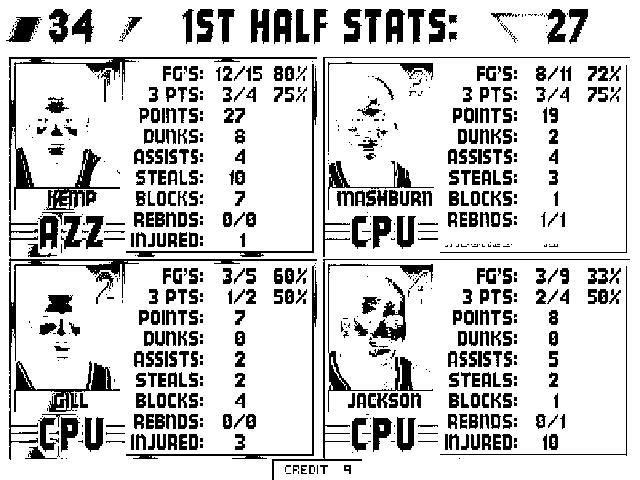 34 1ST HALF STATS: 27
FG'S: 12/15 80%
3 PTS: 3/4 75%
POINTS: 27
DUNKS: 8
ASSISTS: 4
STEALS: 10
BLOCKS: 7
REBNDS: 0/0
INJURED: 1
KEMP
AZZ
FG'S: 8/11 72%
3 PTS: 3/4 75%
POINTS: 19
DUNKS: 2
ASSISTS: 4
STEALS: 3
BLOCKS: 1
REBNDS: 1/1
MASHBURN
CPU
FG'S: 3/5 60%
3 PTS: 1/2 50%
POINTS: 7
DUNKS: 0
ASSISTS: 2
STEALS: 2
BLOCKS: 4
REBNDS: 0/0
INJURED: 3
GILL
CPU
FG'S: 3/9 33%
3 PTS: 2/4 50%
POINTS: 8
DUNKS: 0
ASSISTS: 5
STEALS: 2
BLOCKS: 1
REBNDS: 0/1
INJURED: 10
JACKSON
CPU
CREDIT 9